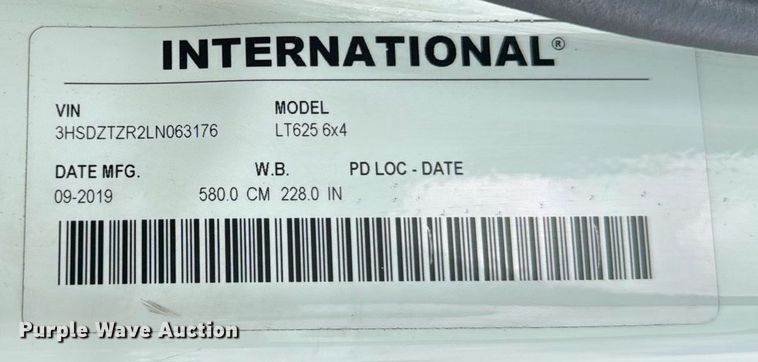 INTERNATIONAL®
VIN MODEL
3HSDZTZR2LN063176 LT625 6x4
DATE MFG. W.B. PD LOC - DATE
09-2019 580.0 CM 228.0 IN
Purple Wave Auction